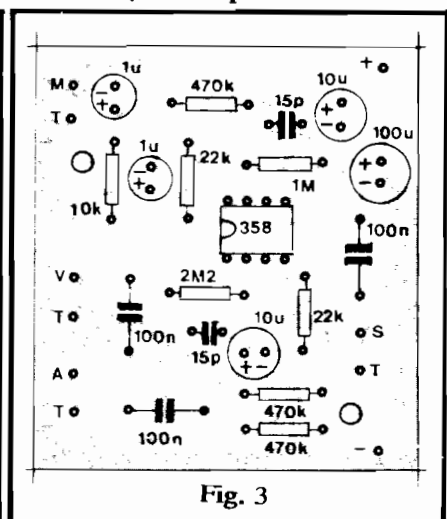 1u
470k
10u
+
M
-
+
15p
T
100u
1u
22k
+
-
-
+
10k
1M
+
-
358
100n
V
2M2
T
100n
22k
S
15p
10u
T
A
+ -
470k
T
100n
470k
-
Fig. 3